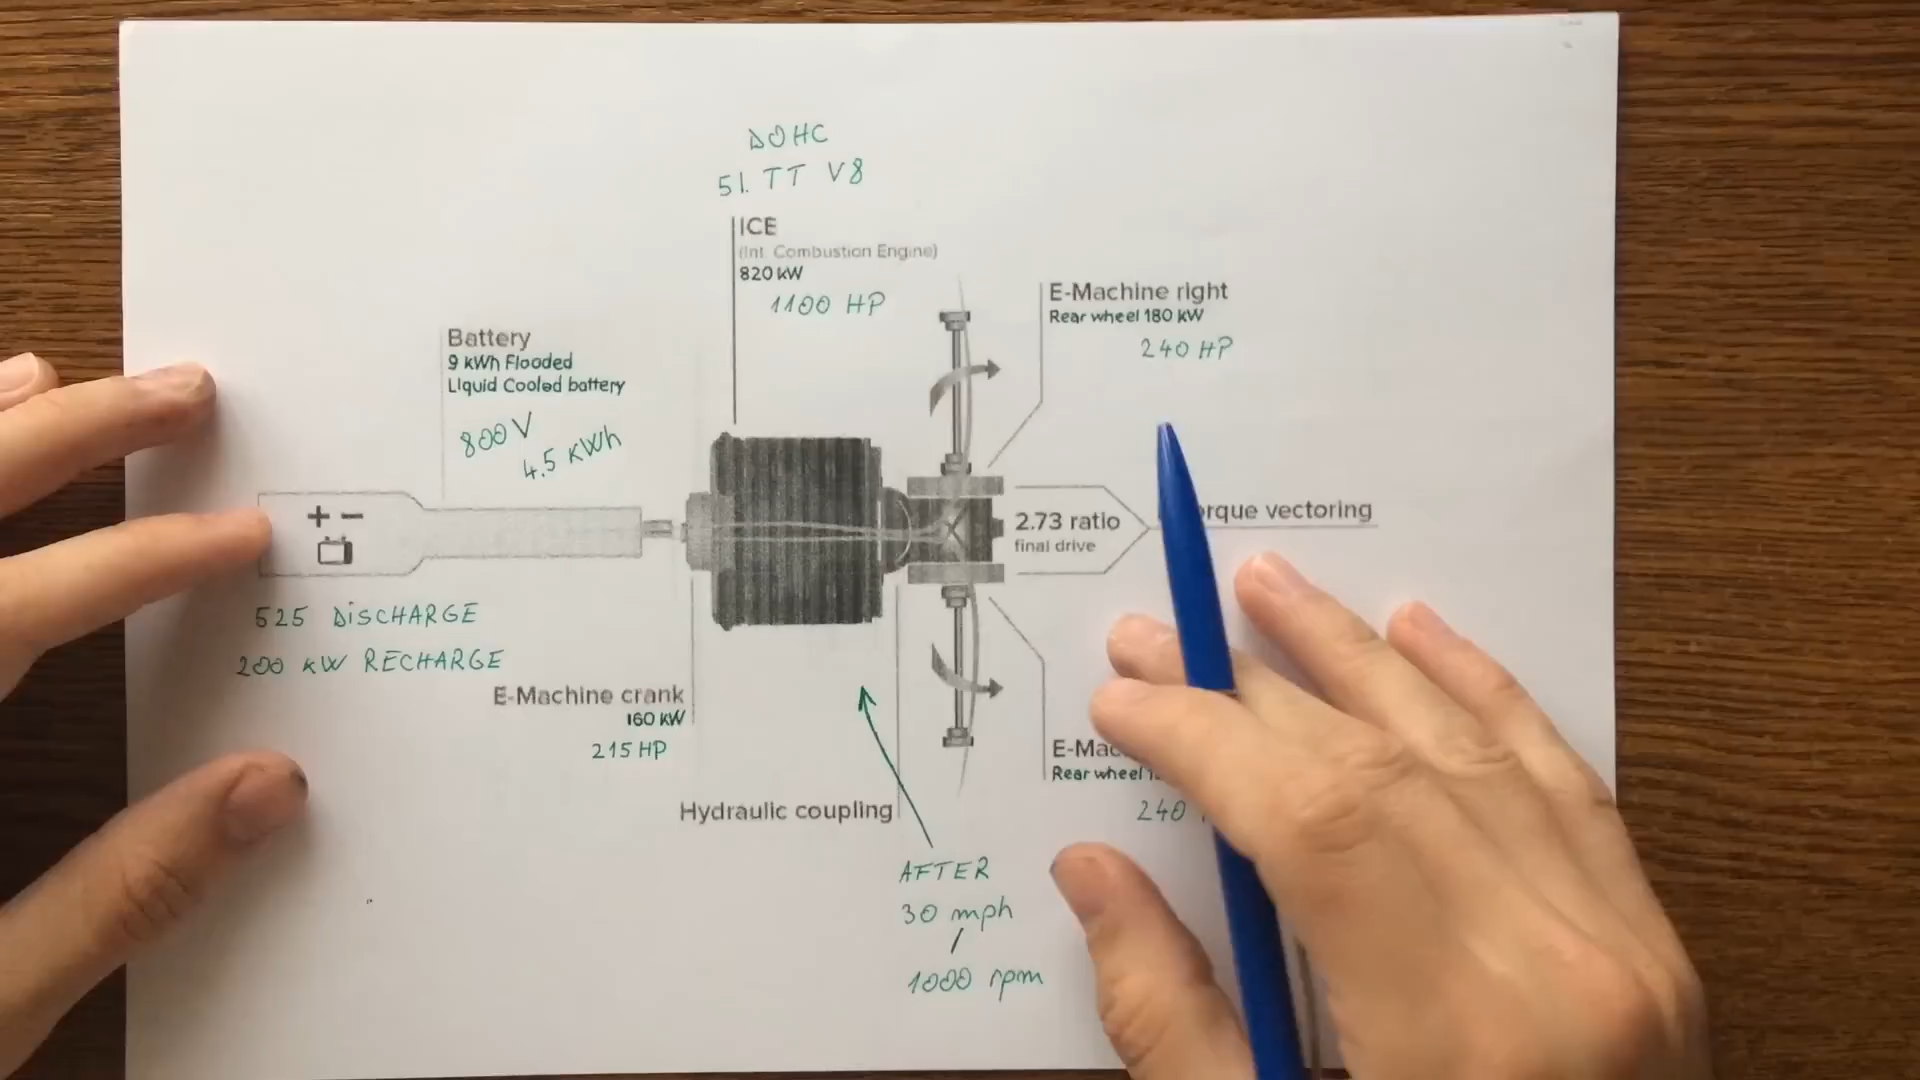 DOHC
5l. TT V8
ICE
(Int. Combustion Engine)
820 kW
1100 HP
E-Machine right
Rear wheel 180 kW
240 HP
Battery
9 kWh Flooded
Liquid Cooled battery
800V
4.5 KWh
+ −
2.73 ratio
final drive
rque vectoring
525 DiSCHARGE
200 KW RECHARGE
E-Machine crank
160 kW
215 HP
Hydraulic coupling
E-Mac
Rear wheel
240
AFTER
30 mph
/
1000 rpm